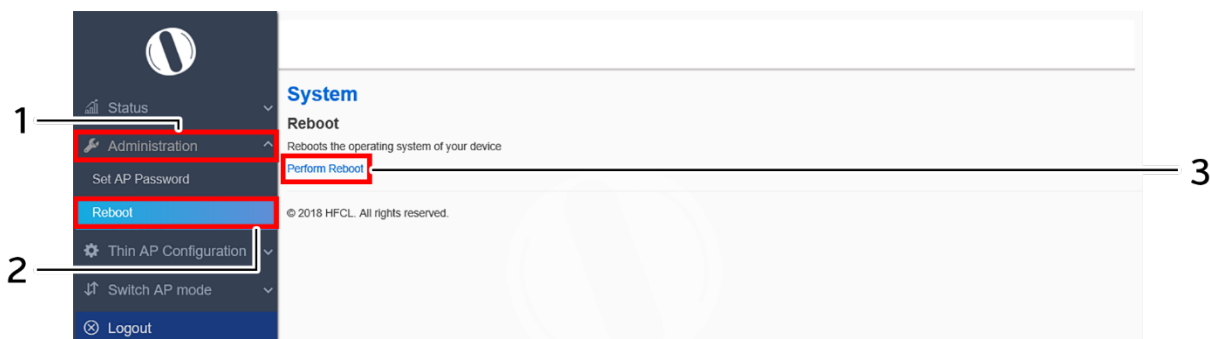 1
Status
Administration
Set AP Password
Reboot
2
Thin AP Configuration
Switch AP mode
Logout
System
Reboot
Reboots the operating system of your device
Perform Reboot
3
© 2018 HFCL. All rights reserved.